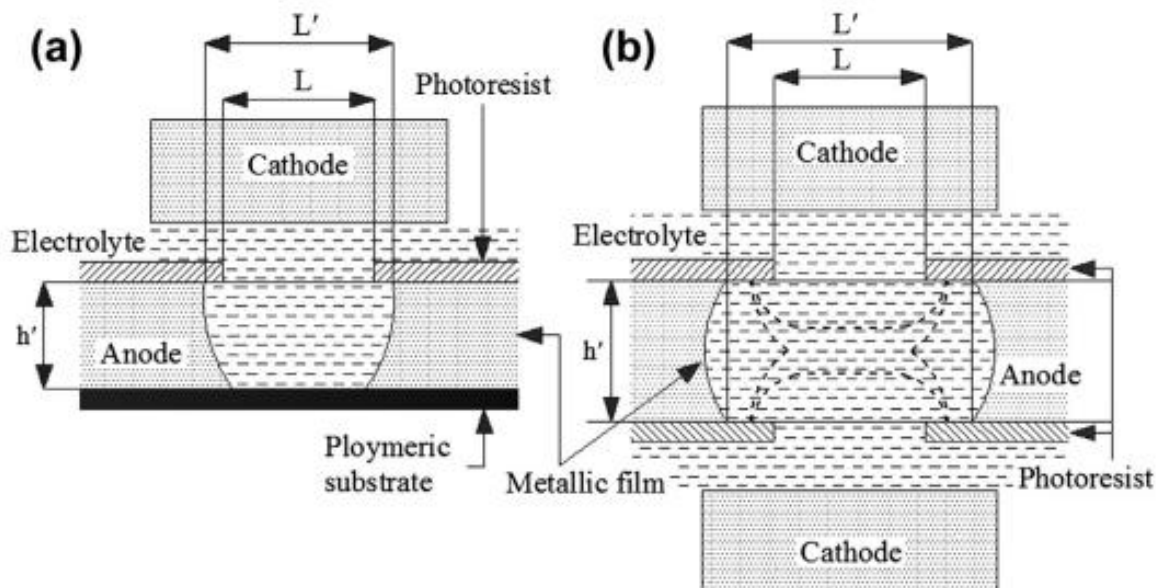 (a)
L′
L
Photoresist
Cathode
Electrolyte
h′
Anode
Ploymeric
substrate
Metallic film
(b)
L′
L
Cathode
Electrolyte
h′
Anode
Photoresist
Cathode